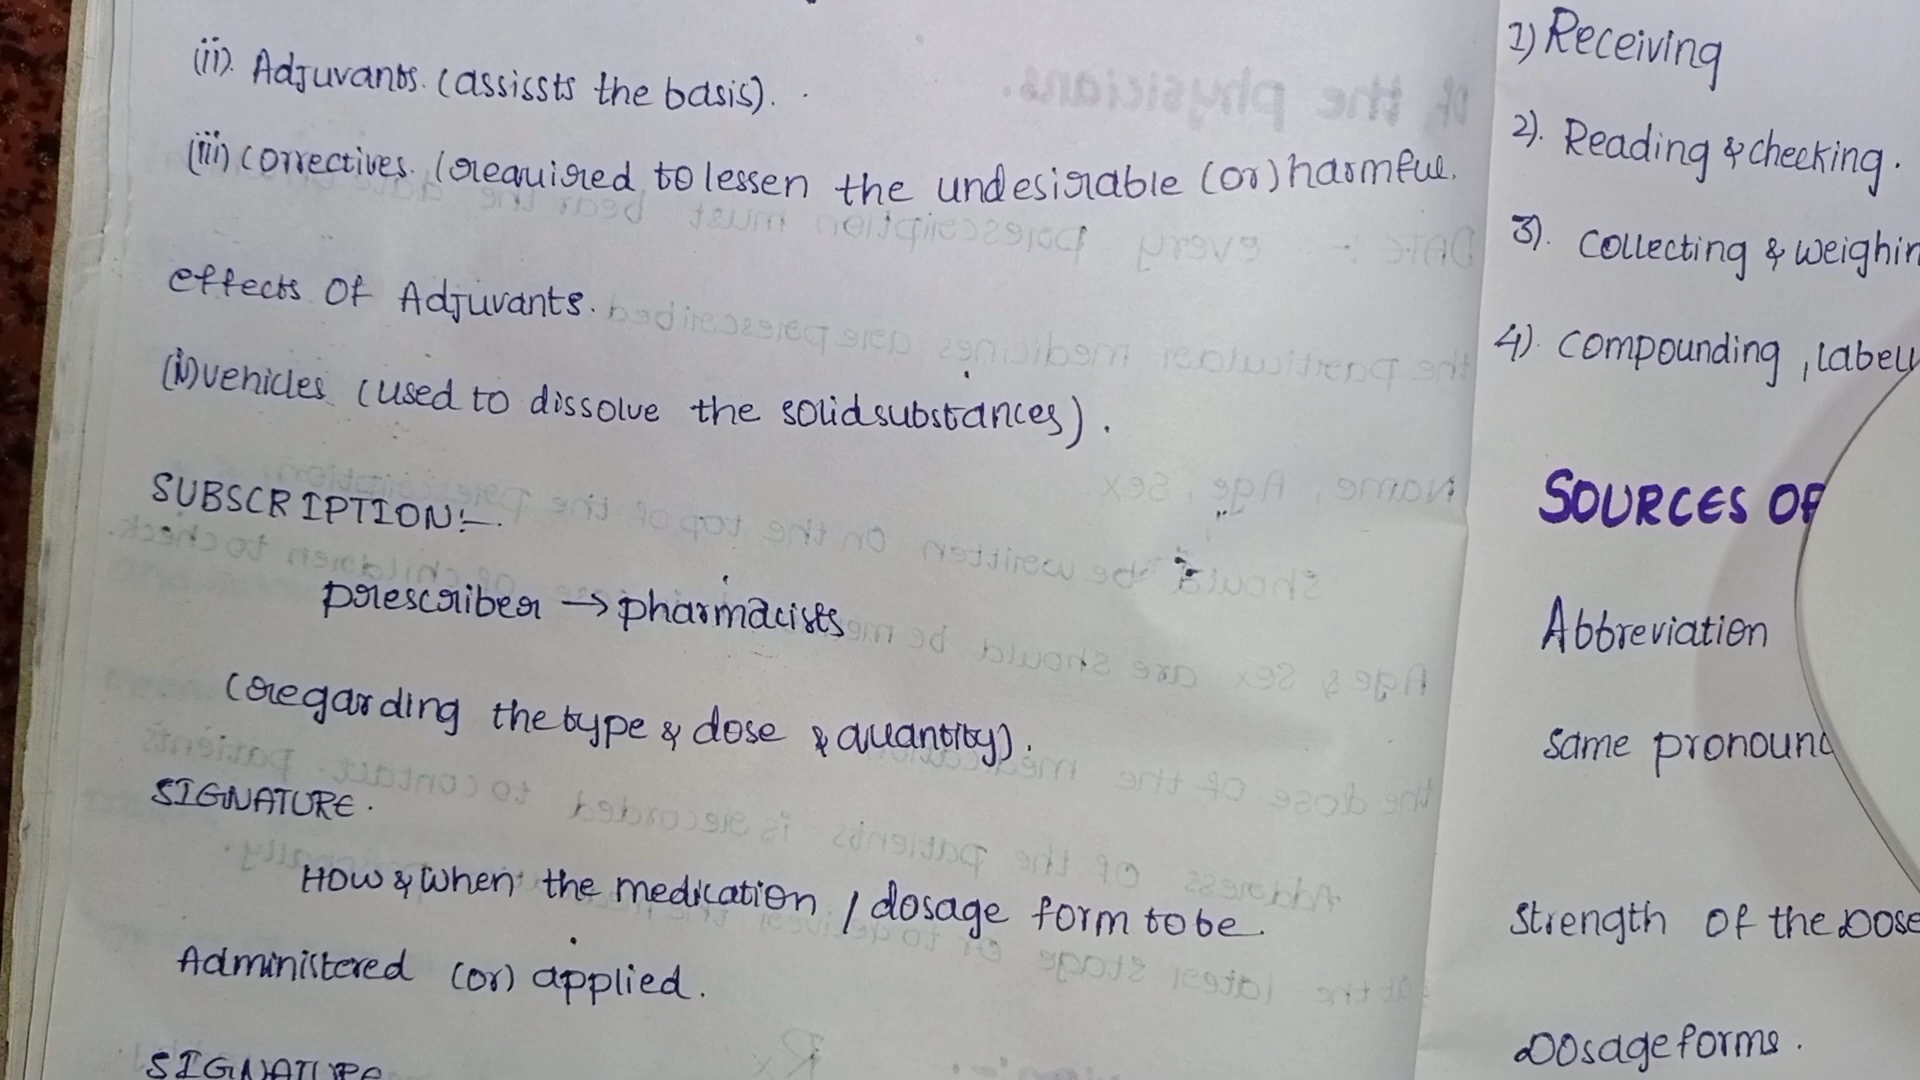 (ii). Adjuvants. (assissts the basis).
(iii) correctives. (required to lessen the undesirable (or) harmful.
effects Of Adjuvants.
(iv) vehicles (used to dissolve the solid substances).
SUBSCRIPTION:-.
prescriber → pharmacists
(regarding the type & dose & quantity).
SIGNATURE.
HOW & When the medication / dosage form to be.
Administered (or) applied.
SIGNATURE
1) Receiving
2). Reading & checking.
3). collecting & weighin
4). compounding, label
SOURCES OF
Abbreviation
same pronounc
Strength Of the Dose
Dosage forms.